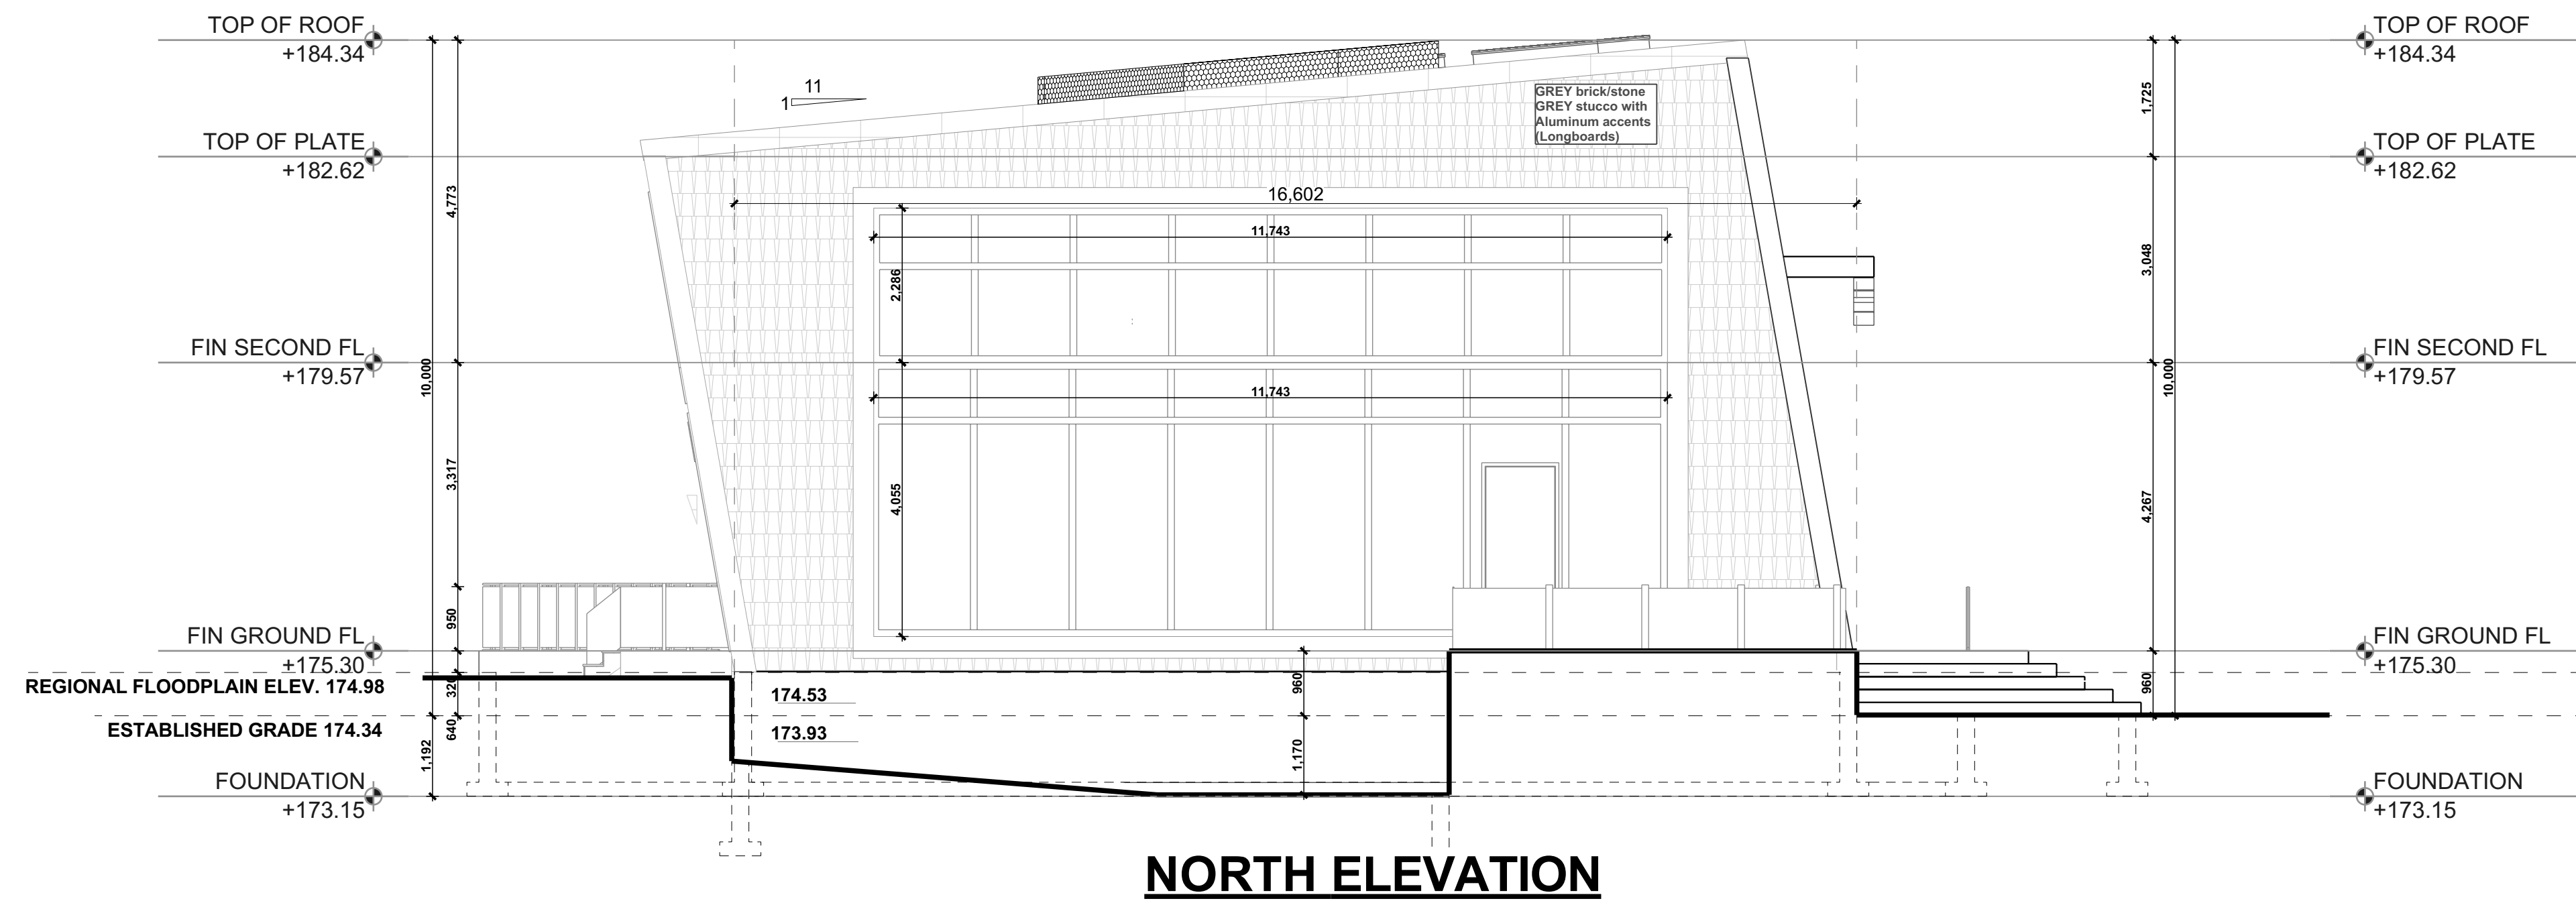 TOP OF ROOF
+184.34
TOP OF PLATE
+182.62
FIN SECOND FL
+179.57
FIN GROUND FL
+175.30
REGIONAL FLOODPLAIN ELEV. 174.98
ESTABLISHED GRADE 174.34
FOUNDATION
+173.15
10,000
1,192
4,773
3,317
950
320
640
11
1
GREY brick/stone
GREY stucco with
Aluminum accents
(Longboards)
16,602
11,743
2,286
11,743
4,055
174.53
173.93
960
1,170
1,725
3,048
4,267
960
10,000
TOP OF ROOF
+184.34
TOP OF PLATE
+182.62
FIN SECOND FL
+179.57
FIN GROUND FL
+175.30
FOUNDATION
+173.15
NORTH ELEVATION